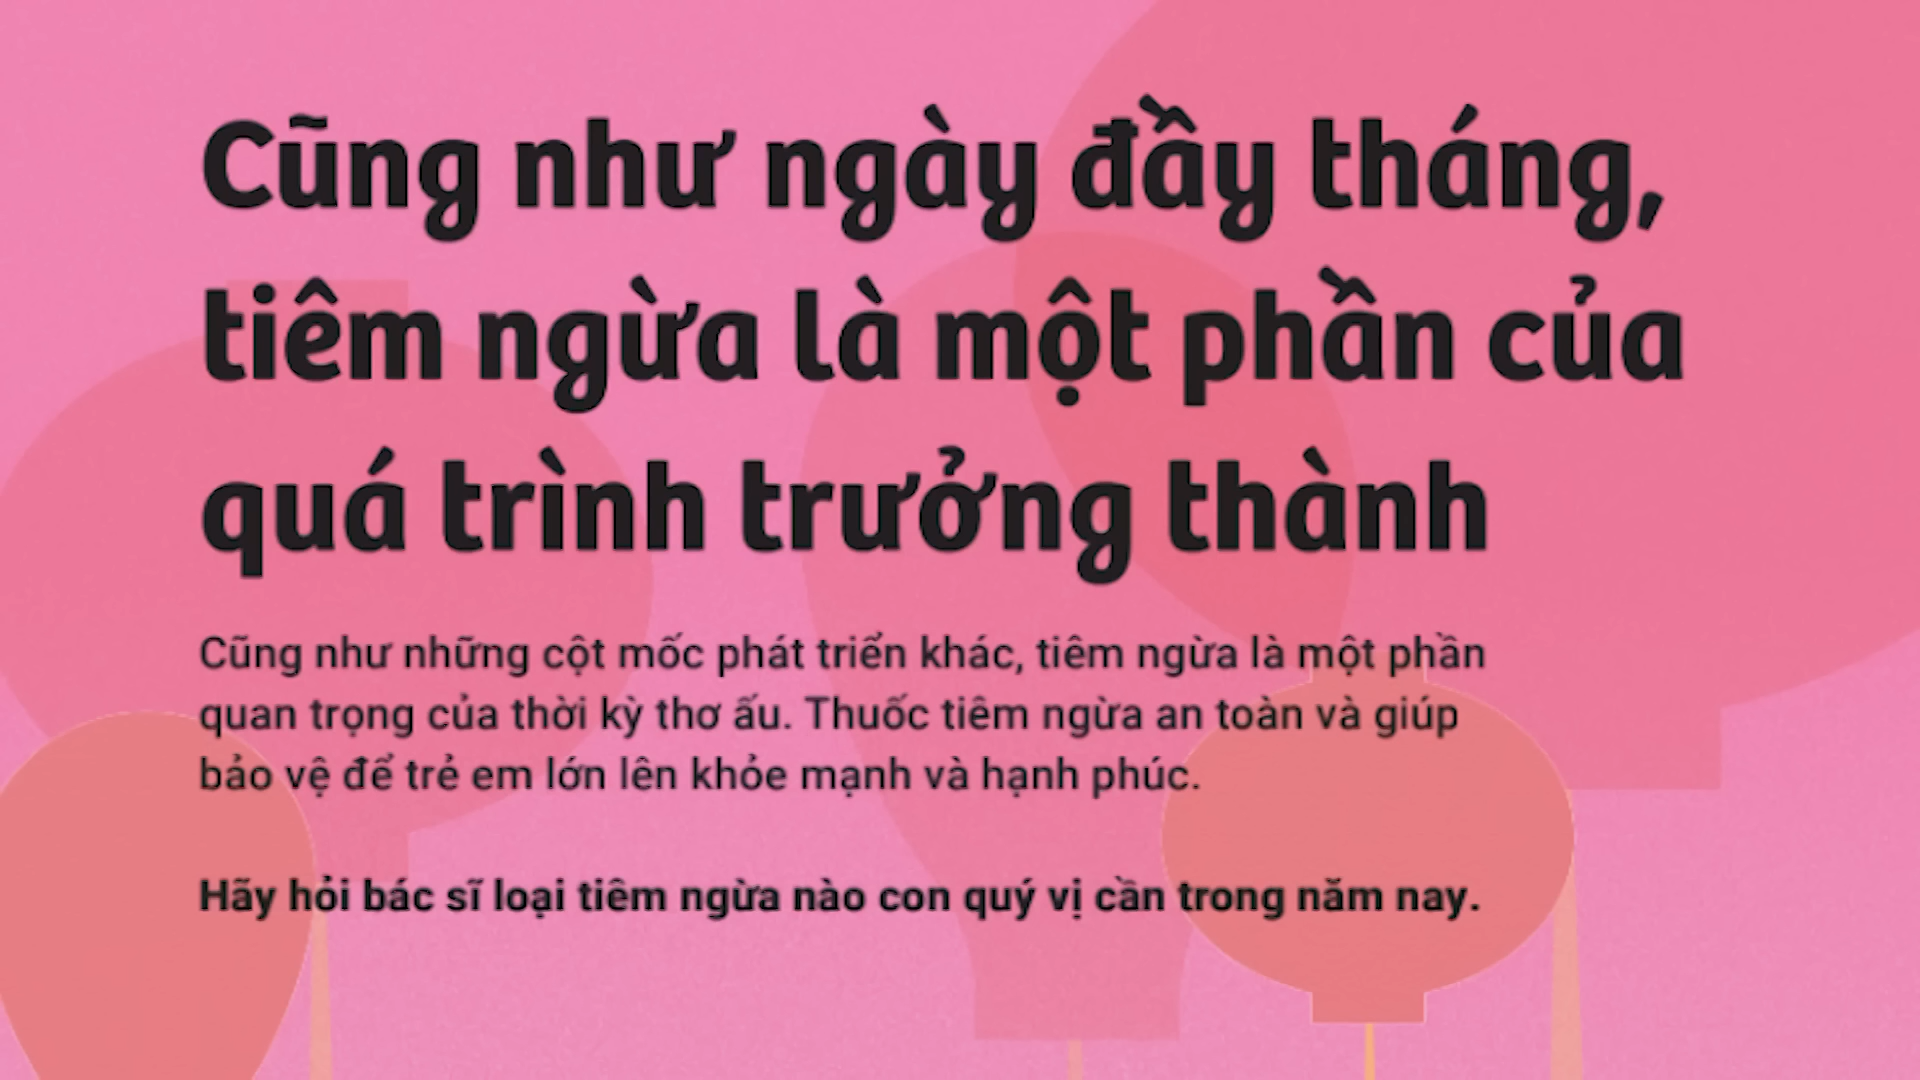 Cũng như ngày đầy tháng,
tiêm ngừa là một phần của
quá trình trưởng thành
Cũng như những cột mốc phát triển khác, tiêm ngừa là một phần
quan trọng của thời kỳ thơ ấu. Thuốc tiêm ngừa an toàn và giúp
bảo vệ để trẻ em lớn lên khỏe mạnh và hạnh phúc.
Hãy hỏi bác sĩ loại tiêm ngừa nào con quý vị cần trong năm nay.